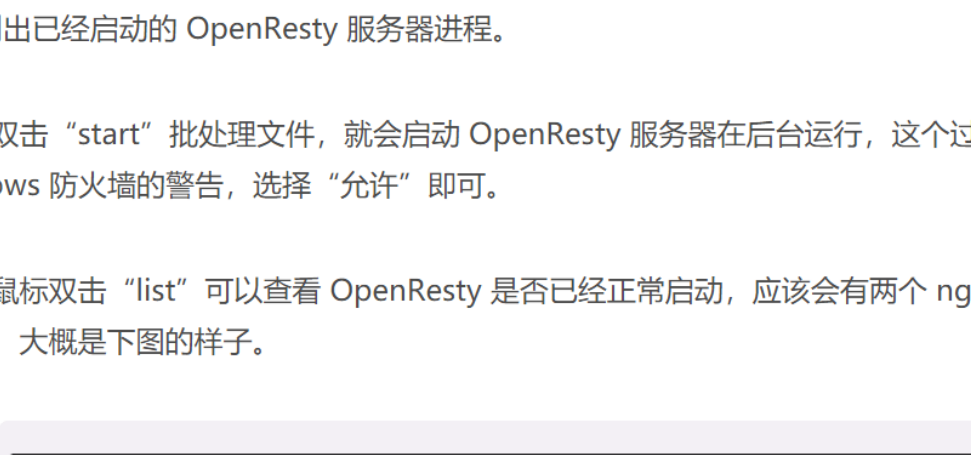 出已经启动的 OpenResty 服务器进程。
双击“start”批处理文件，就会启动 OpenResty 服务器在后台运行，这个过
ows 防火墙的警告，选择“允许”即可。
鼠标双击“list”可以查看 OpenResty 是否已经正常启动，应该会有两个 ng
，大概是下图的样子。